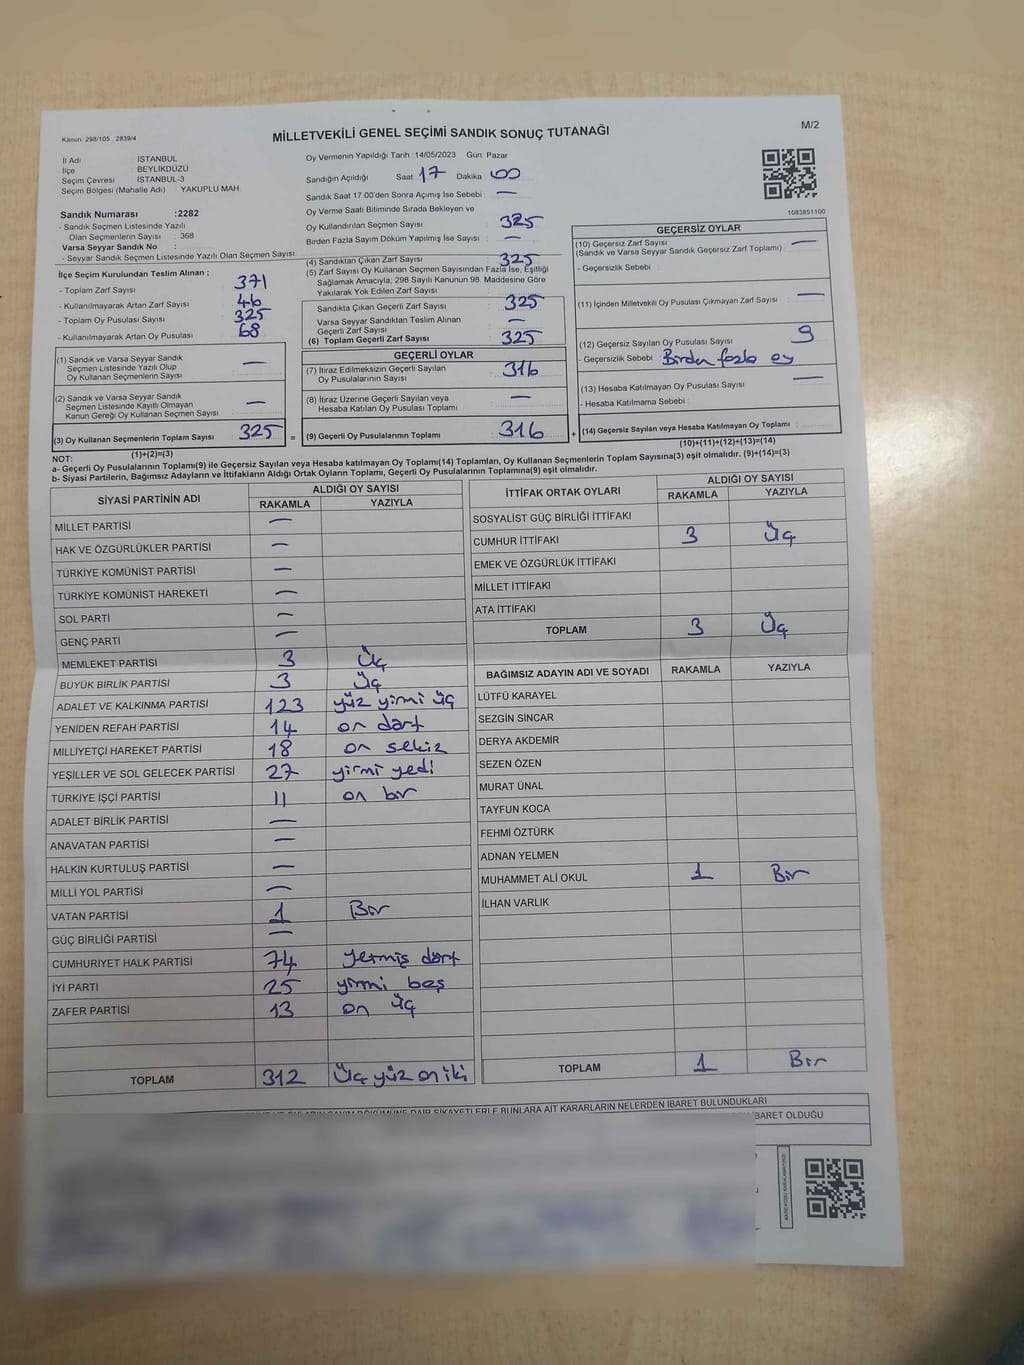 Kanun: 298/105 , 2839/4
MİLLETVEKİLİ GENEL SEÇİMİ SANDIK SONUÇ TUTANAĞI
M/2
İl Adı İSTANBUL
İlçe BEYLİKDÜZÜ
Seçim Çevresi İSTANBUL-3
Seçim Bölgesi (Mahalle Adı) YAKUPLU MAH
Sandık Numarası :2282
- Sandık Seçmen Listesinde Yazılı
Olan Seçmenlerin Sayısı : 368
Varsa Seyyar Sandık No :
- Seyyar Sandık Seçmen Listesinde Yazılı Olan Seçmen Sayısı
İlçe Seçim Kurulundan Teslim Alınan ;
- Toplam Zarf Sayısı 371
- Kullanılmayarak Artan Zarf Sayısı 46
- Toplam Oy Pusulası Sayısı 325
- Kullanılmayarak Artan Oy Pusulası 68
(1) Sandık ve Varsa Seyyar Sandık
Seçmen Listesinde Yazılı Olup
Oy Kullanan Seçmenlerin Sayısı —
(2) Sandık ve Varsa Seyyar Sandık
Seçmen Listesinde Kayıtlı Olmayan
Kanun Gereği Oy Kullanan Seçmen Sayısı —
(3) Oy Kullanan Seçmenlerin Toplam Sayısı 325 =
(1)+(2)=(3)
Oy Vermenin Yapıldığı Tarih :14/05/2023 Gün: Pazar
Sandığın Açıldığı Saat 17 Dakika : 00
Sandık Saat 17 00'den Sonra Açımış İse Sebebi : —
Oy Verme Saati Bitiminde Sırada Bekleyen ve
Oy Kullandırılan Seçmen Sayısı : 325
Birden Fazla Sayım Döküm Yapılmış İse Sayısı : —
(4) Sandıktan Çıkan Zarf Sayısı : 325
(5) Zarf Sayısı Oy Kullanan Seçmen Sayısından Fazla İse, Eşitliği
Sağlamak Amacıyla; 298 Sayılı Kanunun 98. Maddesine Göre
Yakılarak Yok Edilen Zarf Sayısı :
Sandıkta Çıkan Geçerli Zarf Sayısı : 325
Varsa Seyyar Sandıktan Teslim Alınan
Geçerli Zarf Sayısı : —
(6) Toplam Geçerli Zarf Sayısı : 325
GEÇERLİ OYLAR
(7) İtiraz Edilmeksizin Geçerli Sayılan
Oy Pusulalarının Sayısı : 316
(8) İtiraz Üzerine Geçerli Sayılan veya
Hesaba Katılan Oy Pusulası Toplamı : —
(9) Geçerli Oy Pusulalarının Toplamı : 316 +
1083851100
GEÇERSİZ OYLAR
(10) Geçersiz Zarf Sayısı
(Sandık ve Varsa Seyyar Sandık Geçersiz Zarf Toplamı) : —
- Geçersizlik Sebebi :
(11) İçinden Milletvekili Oy Pusulası Çıkmayan Zarf Sayısı : —
(12) Geçersiz Sayılan Oy Pusulası Sayısı : 9
- Geçersizlik Sebebi : Birden fazla oy
(13) Hesaba Katılmayan Oy Pusulası Sayısı : —
- Hesaba Katılmama Sebebi :
(14) Geçersiz Sayılan veya Hesaba Katılmayan Oy Toplamı :
(10)+(11)+(12)+(13)=(14)
NOT:
a- Geçerli Oy Pusulalarının Toplamı(9) ile Geçersiz Sayılan veya Hesaba katılmayan Oy Toplamı(14) Toplamları, Oy Kullanan Seçmenlerin Toplam Sayısına(3) eşit olmalıdır. (9)+(14)=(3)
b- Siyasi Partilerin, Bağımsız Adayların ve İttifakların Aldığı Ortak Oyların Toplamı, Geçerli Oy Pusulalarının Toplamına(9) eşit olmalıdır.
SİYASİ PARTİNİN ADI ALDIĞI OY SAYISI
RAKAMLA YAZIYLA
MİLLET PARTİSİ —
HAK VE ÖZGÜRLÜKLER PARTİSİ —
TÜRKİYE KOMÜNİST PARTİSİ —
TÜRKİYE KOMÜNİST HAREKETİ —
SOL PARTİ —
GENÇ PARTİ —
MEMLEKET PARTİSİ 3 Üç
BÜYÜK BİRLİK PARTİSİ 3 Üç
ADALET VE KALKINMA PARTİSİ 123 yüz yirmi üç
YENİDEN REFAH PARTİSİ 14 on dört
MİLLİYETÇİ HAREKET PARTİSİ 18 on sekiz
YEŞİLLER VE SOL GELECEK PARTİSİ 27 yirmi yedi
TÜRKİYE İŞÇİ PARTİSİ 11 on bir
ADALET BİRLİK PARTİSİ —
ANAVATAN PARTİSİ —
HALKIN KURTULUŞ PARTİSİ —
MİLLİ YOL PARTİSİ —
VATAN PARTİSİ 1 Bir
GÜÇ BİRLİĞİ PARTİSİ —
CUMHURİYET HALK PARTİSİ 74 Yetmiş dört
İYİ PARTİ 25 yirmi beş
ZAFER PARTİSİ 13 on üç
TOPLAM 312 Üç yüz on iki
İTTİFAK ORTAK OYLARI ALDIĞI OY SAYISI
RAKAMLA YAZIYLA
SOSYALİST GÜÇ BİRLİĞİ İTTİFAKI
CUMHUR İTTİFAKI 3 Üç
EMEK VE ÖZGÜRLÜK İTTİFAKI
MİLLET İTTİFAKI
ATA İTTİFAKI
TOPLAM 3 Üç
BAĞIMSIZ ADAYIN ADI VE SOYADI RAKAMLA YAZIYLA
LÜTFÜ KARAYEL
SEZGİN SİNCAR
DERYA AKDEMİR
SEZEN ÖZEN
MURAT ÜNAL
TAYFUN KOCA
FEHMİ ÖZTÜRK
ADNAN YELMEN
MUHAMMET ALİ OKUL 1 Bir
İLHAN VARLIK
TOPLAM 1 Bir
SAYIM DÖKÜMÜNE DAİR ŞİKAYETLERLE BUNLARA AİT KARARLARIN NELERDEN İBARET BULUNDUKLARI
İBARET OLDUĞU